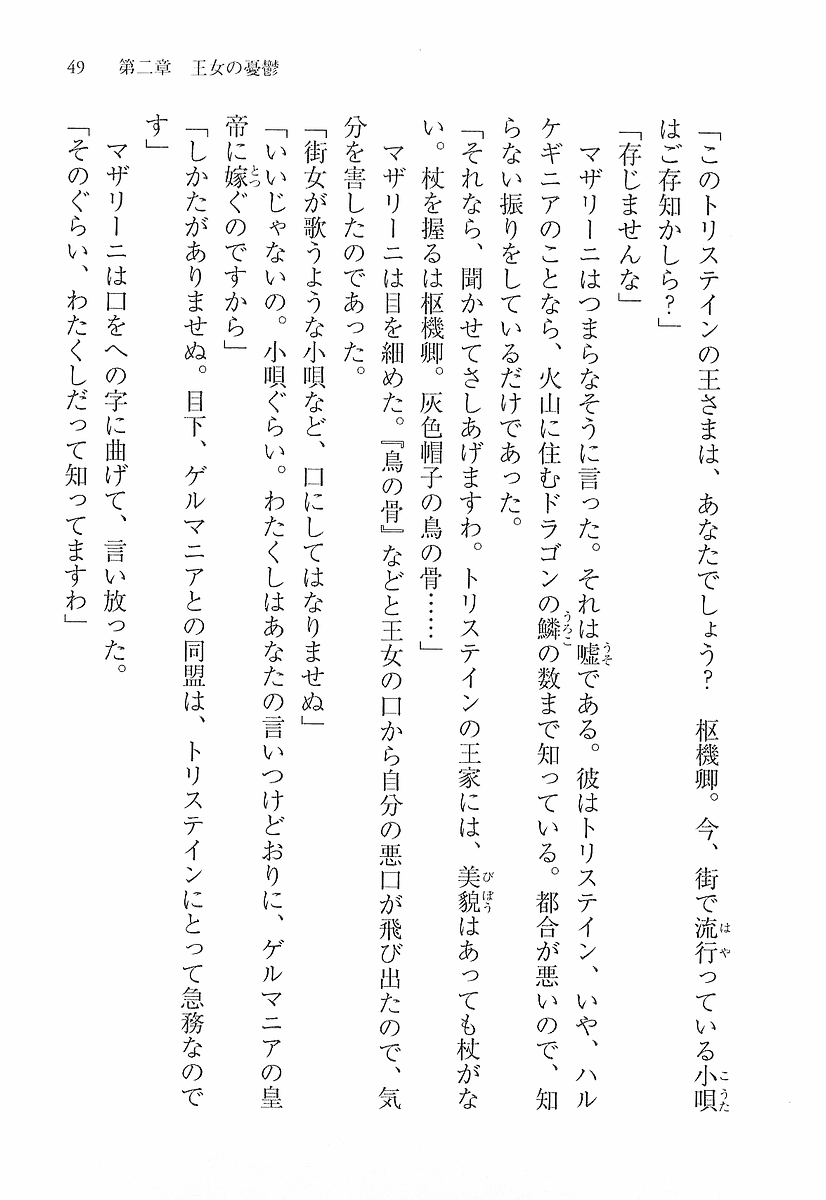 49　第二章　王女の憂鬱
「このトリステインの王さまは、あなたでしょう？　枢機卿。今、街で流行っている小唄
はご存知かしら？」
「存じませんな」
　マザリーニはつまらなそうに言った。それは嘘である。彼はトリステイン、いや、ハル
ケギニアのことなら、火山に住むドラゴンの鱗の数まで知っている。都合が悪いので、知
らない振りをしているだけであった。
「それなら、聞かせてさしあげますわ。トリステインの王家には、美貌はあっても杖がな
い。杖を握るは枢機卿。灰色帽子の鳥の骨……」
　マザリーニは目を細めた。『鳥の骨』などと王女の口から自分の悪口が飛び出たので、気
分を害したのであった。
「街女が歌うような小唄など、口にしてはなりませぬ」
「いいじゃないの。小唄ぐらい。わたくしはあなたの言いつけどおりに、ゲルマニアの皇
帝に嫁ぐのですから」
「しかたがありませぬ。目下、ゲルマニアとの同盟は、トリステインにとって急務なので
す」
　マザリーニは口をへの字に曲げて、言い放った。
「そのぐらい、わたくしだって知ってますわ」